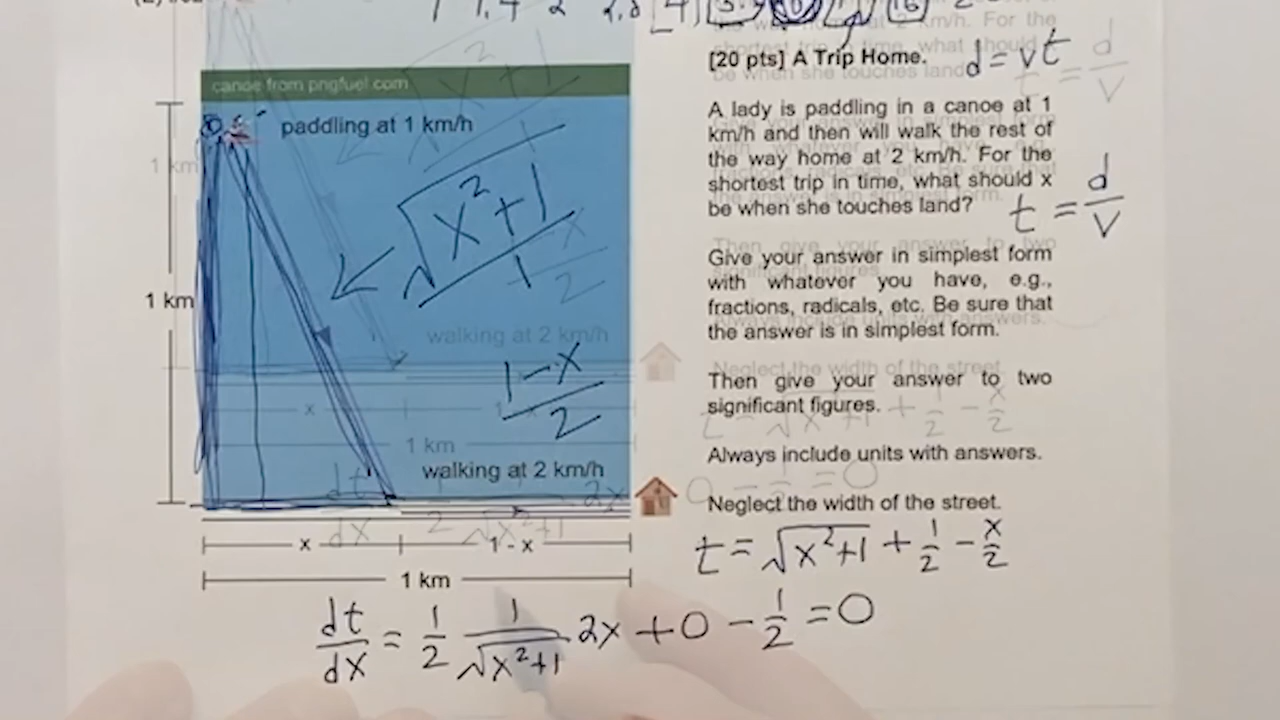 [20 pts] A Trip Home.
d = vt
canoe from pngfuel.com
paddling at 1 km/h
A lady is paddling in a canoe at 1
km/h and then will walk the rest of
the way home at 2 km/h. For the
shortest trip in time, what should x
be when she touches land?
t = d/v
√(x²+1)/1
1 km
Give your answer in simplest form
with whatever you have, e.g.,
fractions, radicals, etc. Be sure that
the answer is in simplest form.
(1-x)/2
Then give your answer to two
significant figures.
Always include units with answers.
walking at 2 km/h
Neglect the width of the street.
x
1 - x
1 km
t = √(x²+1) + 1/2 - x/2
dt/dx = 1/2 1/√(x²+1) 2x + 0 - 1/2 = 0